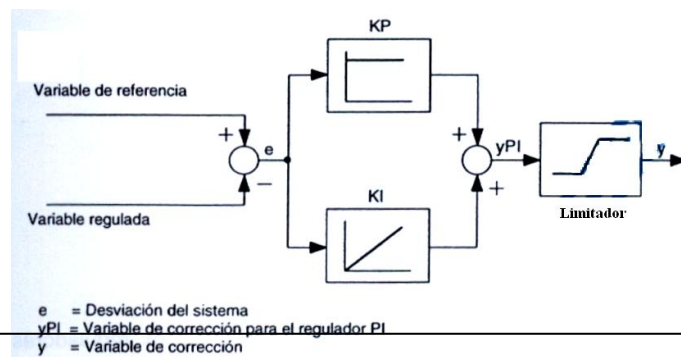 KP
Variable de referencia
+
e
−
+
yPI
y
+
Variable regulada
KI
Limitador
e = Desviación del sistema
yPI = Variable de corrección para el regulador PI
y = Variable de corrección